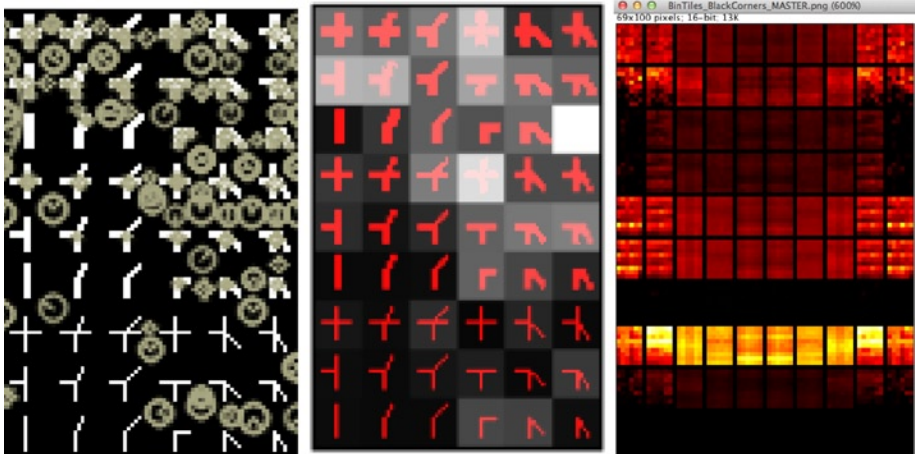 BinTiles_BlackCorners_MASTER.png (600%)
69x100 pixels; 16-bit; 13K